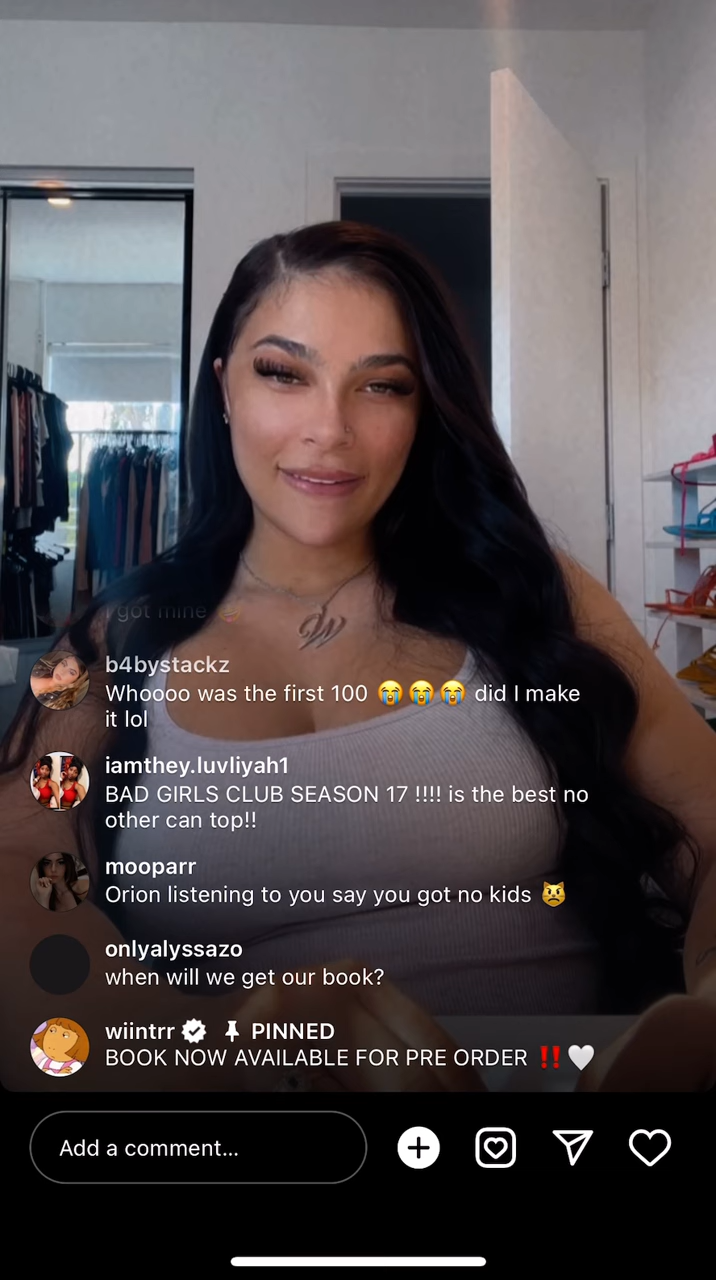 I got mine
W
b4bystackz
Whoooo was the first 100 😭😭😭 did I make
it lol
iamthey.luvliyah1
BAD GIRLS CLUB SEASON 17 !!!! is the best no
other can top!!
mooparr
Orion listening to you say you got no kids 😾
onlyalyssazo
when will we get our book?
wiintrr PINNED
BOOK NOW AVAILABLE FOR PRE ORDER ‼️🤍
Add a comment...